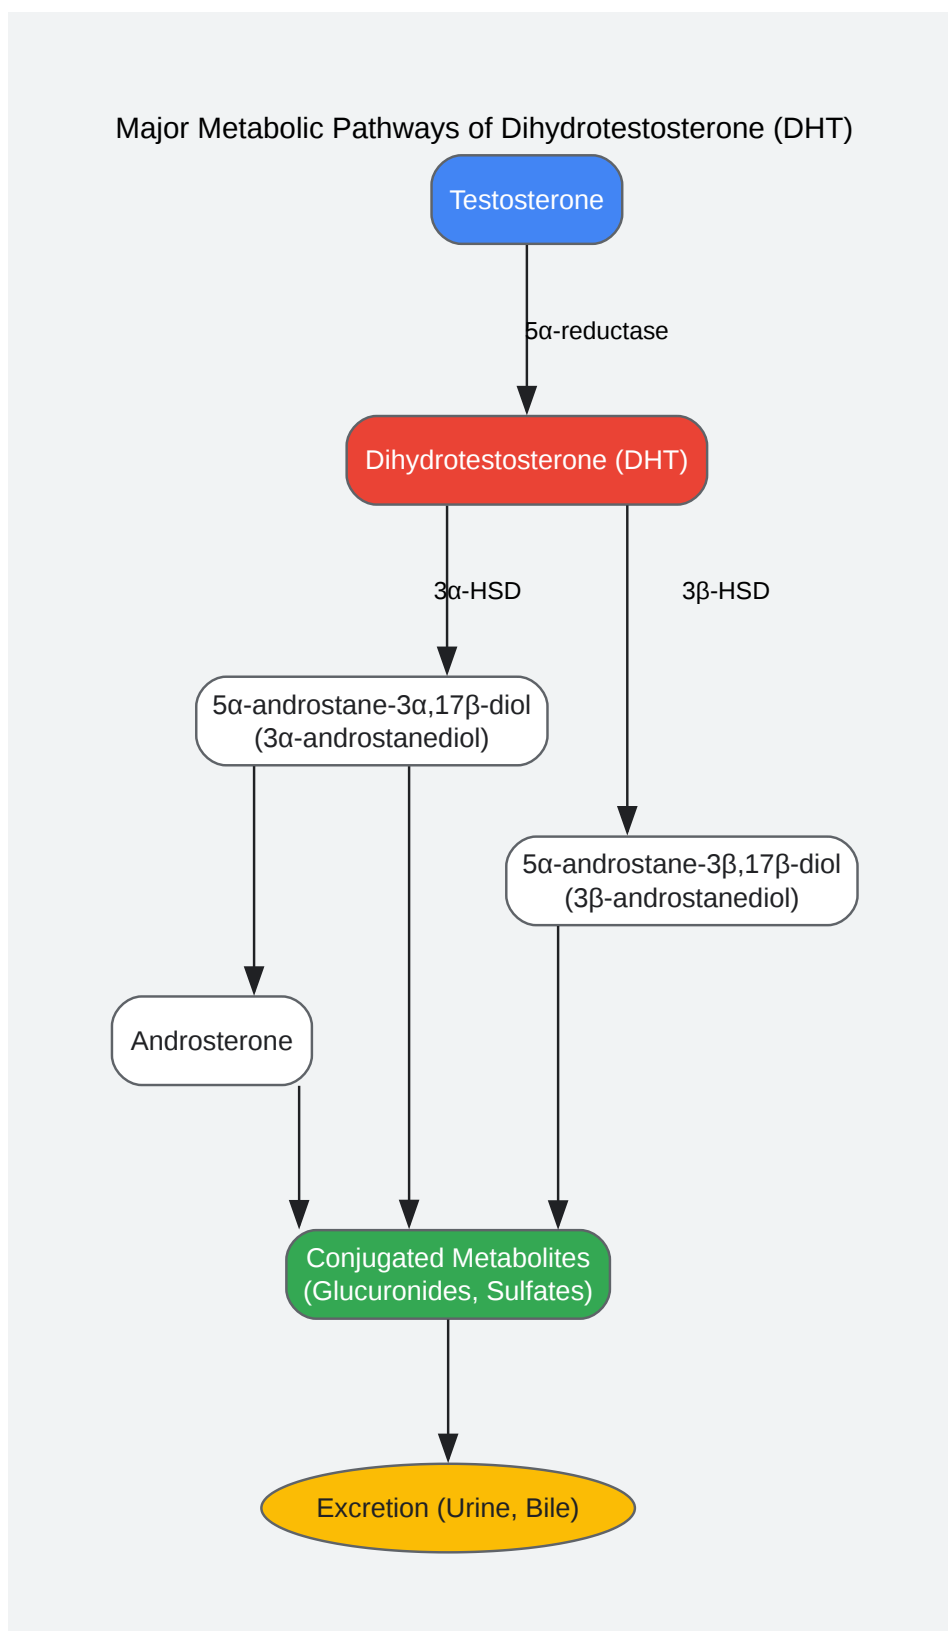 Major Metabolic Pathways of Dihydrotestosterone (DHT)
Testosterone
5α-reductase
Dihydrotestosterone (DHT)
3α-HSD
3β-HSD
5α-androstane-3α,17β-diol
(3α-androstanediol)
5α-androstane-3β,17β-diol
(3β-androstanediol)
Androsterone
Conjugated Metabolites
(Glucuronides, Sulfates)
Excretion (Urine, Bile)